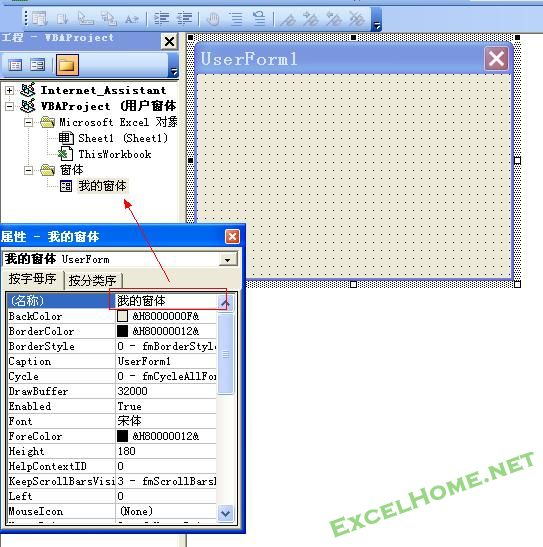 工程 - VBAProject
Internet_Assistant
VBAProject (用户窗体
Microsoft Excel 对象
Sheet1 (Sheet1)
ThisWorkbook
窗体
我的窗体
UserForm1
属性 - 我的窗体
我的窗体 UserForm
按字母序 按分类序
(名称) 我的窗体
BackColor &H8000000F&
BorderColor &H80000012&
BorderStyle 0 - fmBorderStyle
Caption UserForm1
Cycle 0 - fmCycleAllFo
DrawBuffer 32000
Enabled True
Font 宋体
ForeColor &H80000012&
Height 180
HelpContextID 0
KeepScrollBarsVisi 3 - fmScrollBars
Left 0
MouseIcon (None)
EXCELHOME.NET